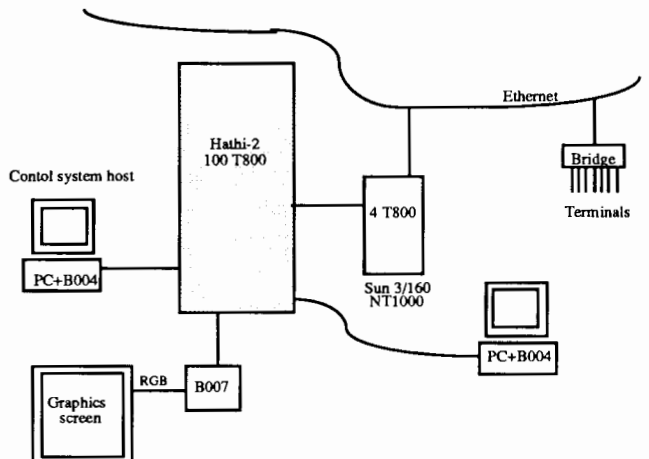 Ethernet
Hathi-2
100 T800
Bridge
Contol system host
4 T800
Terminals
PC+B004
Sun 3/160
NT1000
PC+B004
RGB
B007
Graphics
screen